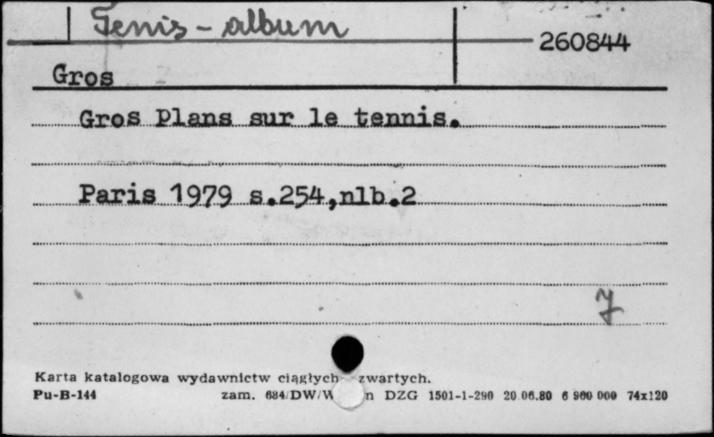 Tenis - album
260844
Gros
Gros plans sur le tennis.
Paris 1979 s.254,nlb.2
7
Karta katalogowa wydawnictw ciągłych zwartych.
Pu-B-144 zam. 684/DW/W n DZG 1501-1-290 20.06.80 6 900 000 74x120